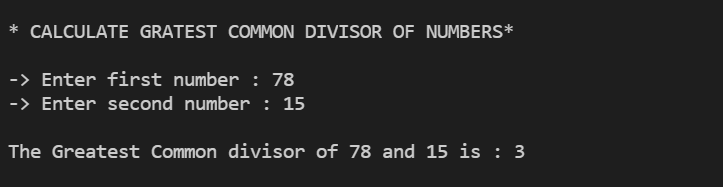 * CALCULATE GRATEST COMMON DIVISOR OF NUMBERS*
-> Enter first number : 78
-> Enter second number : 15
The Greatest Common divisor of 78 and 15 is : 3